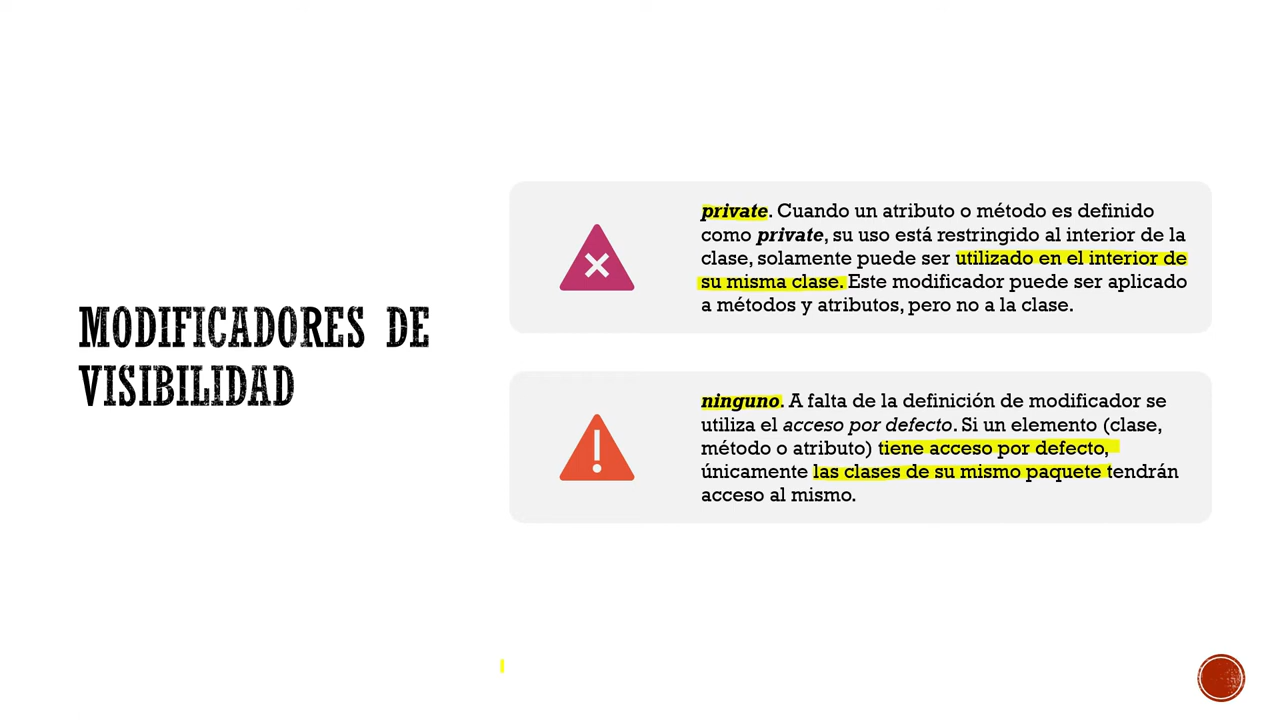 MODIFICADORES DE
VISIBILIDAD
private. Cuando un atributo o método es definido
como private, su uso está restringido al interior de la
clase, solamente puede ser utilizado en el interior de
su misma clase. Este modificador puede ser aplicado
a métodos y atributos, pero no a la clase.
ninguno. A falta de la definición de modificador se
utiliza el acceso por defecto. Si un elemento (clase,
método o atributo) tiene acceso por defecto,
únicamente las clases de su mismo paquete tendrán
acceso al mismo.